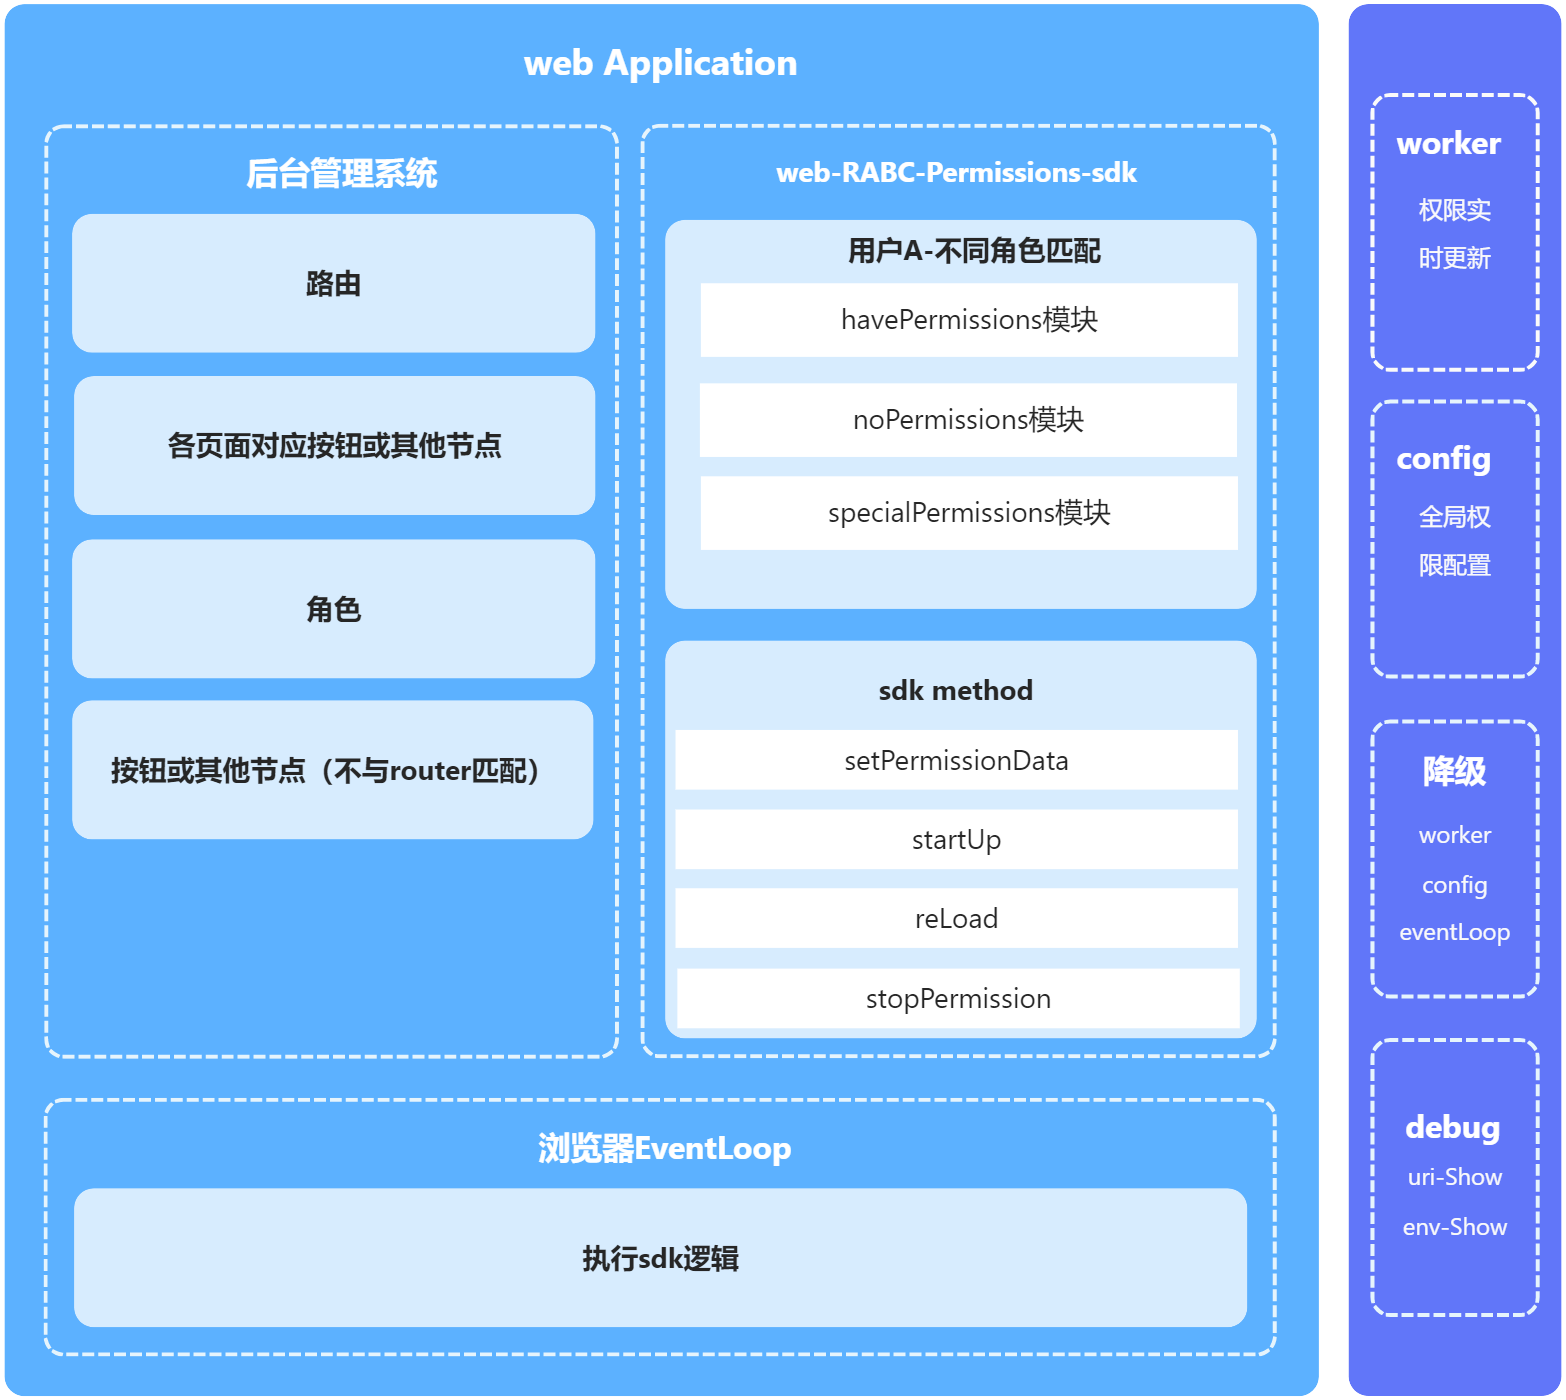 web Application
后台管理系统
路由
各页面对应按钮或其他节点
角色
按钮或其他节点（不与router匹配）
web-RABC-Permissions-sdk
用户A-不同角色匹配
havePermissions模块
noPermissions模块
specialPermissions模块
sdk method
setPermissionData
startUp
reLoad
stopPermission
浏览器EventLoop
执行sdk逻辑
worker
权限实
时更新
config
全局权
限配置
降级
worker
config
eventLoop
debug
uri-Show
env-Show